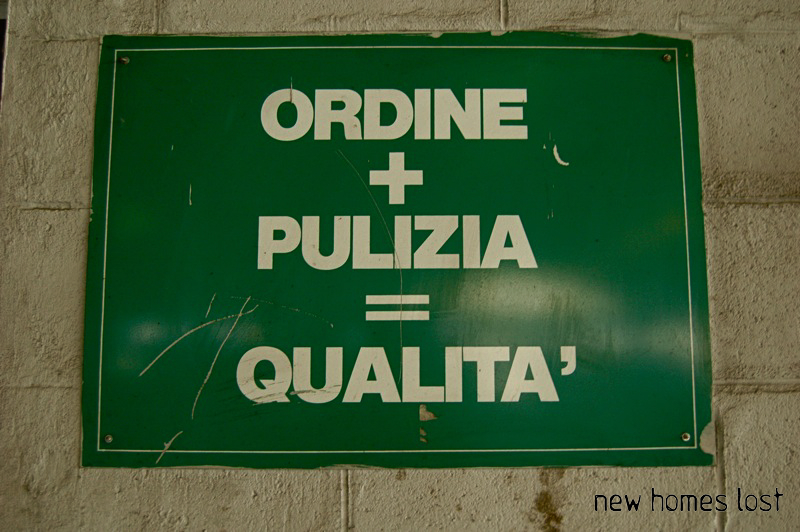 ORDINE
+
PULIZIA
=
QUALITA'
new homes lost